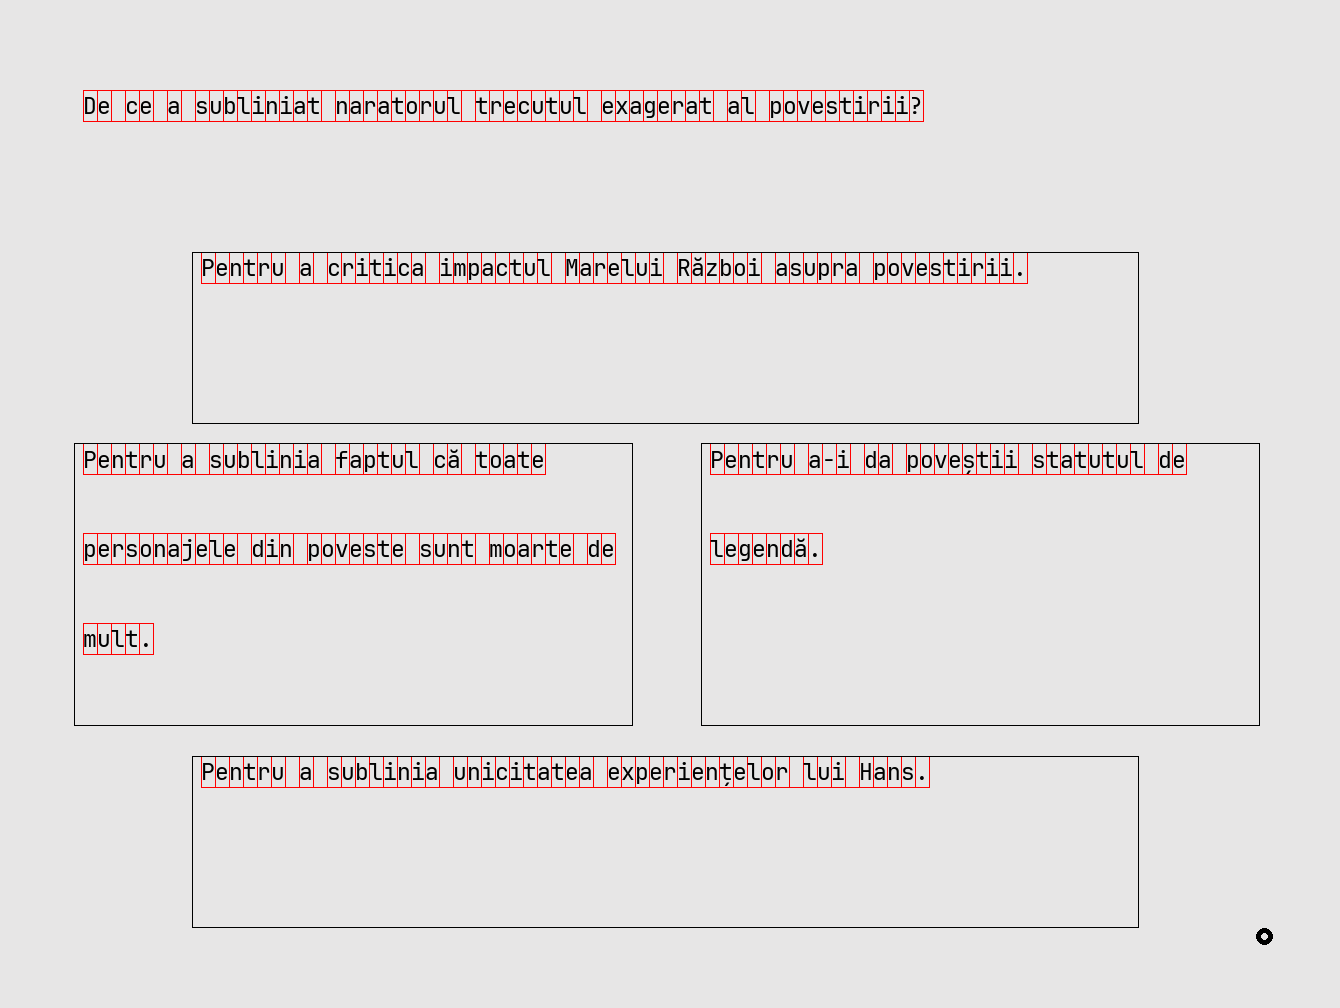 De ce a subliniat naratorul trecutul exagerat al povestirii?
Pentru a critica impactul Marelui Război asupra povestirii.
Pentru a sublinia faptul că toate
personajele din poveste sunt moarte de
mult.
Pentru a-i da poveștii statutul de
legendă.
Pentru a sublinia unicitatea experiențelor lui Hans.